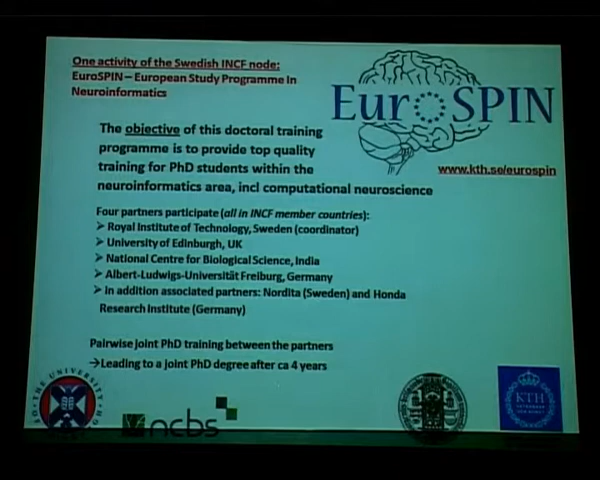 One activity of the Swedish INCF node:
EuroSPIN – European Study Programme In
Neuroinformatics
EuroSPIN
www.kth.se/eurospin
The objective of this doctoral training
programme is to provide top quality
training for PhD students within the
neuroinformatics area, incl computational neuroscience
Four partners participate (all in INCF member countries):
➢ Royal Institute of Technology, Sweden (coordinator)
➢ University of Edinburgh, UK
➢ National Centre for Biological Science, India
➢ Albert-Ludwigs-Universität Freiburg, Germany
➢ In addition associated partners: Nordita (Sweden) and Honda
Research Institute (Germany)
Pairwise joint PhD training between the partners
→Leading to a joint PhD degree after ca 4 years
THE UNIVERSITY
ncbs
KTH